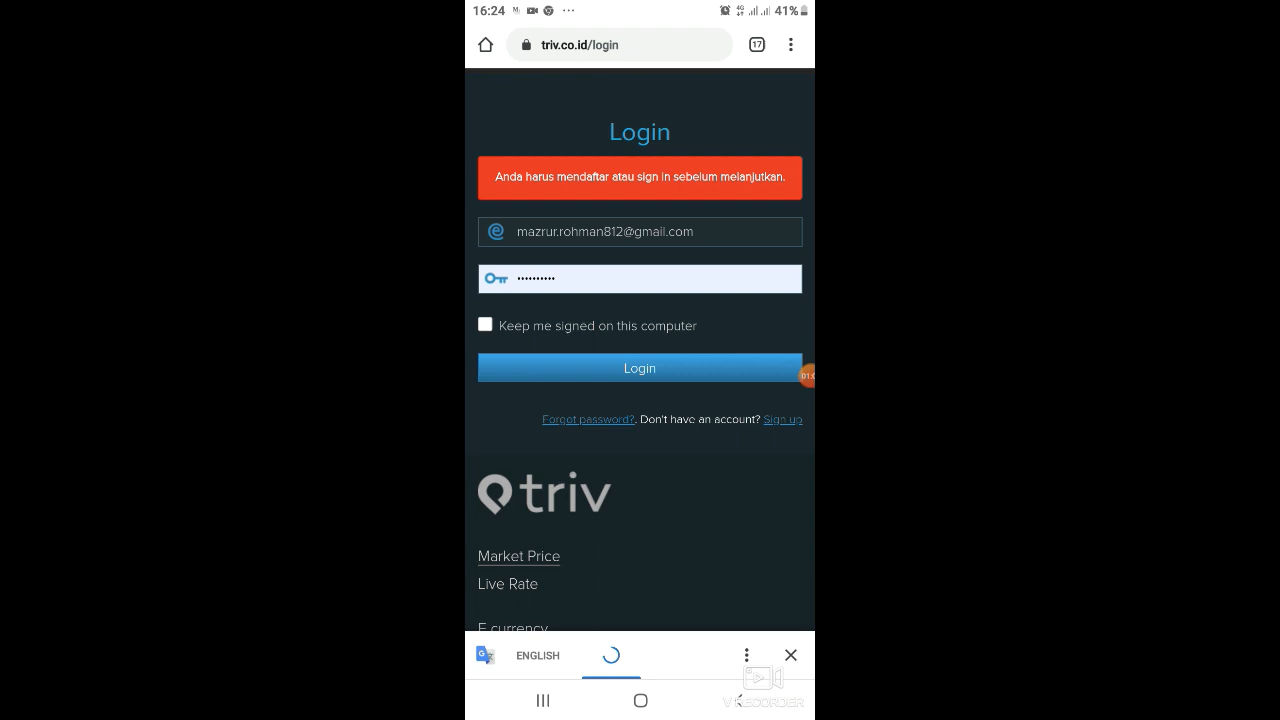 16:24 41%
triv.co.id/login 17
Login
Anda harus mendaftar atau sign in sebelum melanjutkan.
mazrur.rohman812@gmail.com
Keep me signed on this computer
Login
Forgot password?. Don't have an account? Sign up
triv
Market Price
Live Rate
E currency
ENGLISH